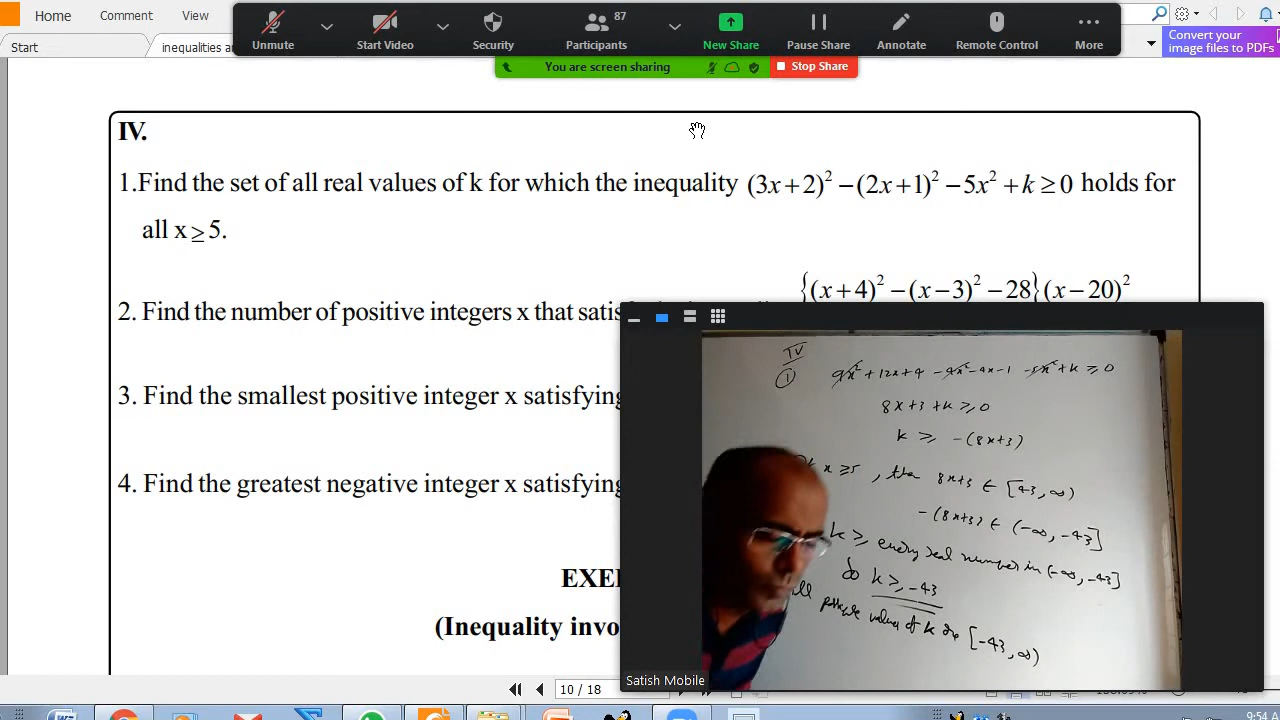 Home Comment View
Unmute Start Video Security Participants 87 New Share Pause Share Annotate Remote Control More
Start inequalities a
You are screen sharing Stop Share
Convert your
image files to PDFs
IV.
1.Find the set of all real values of k for which the inequality (3x+2)² −(2x+1)² −5x² + k ≥ 0 holds for
all x ≥ 5.
{(x+4)² −(x−3)² −28}(x−20)²
2. Find the number of positive integers x that satis
3. Find the smallest positive integer x satisfying
4. Find the greatest negative integer x satisfying
EXE
(Inequality invo
IV
① 9x² + 12x + 4 − 4x² − 4x − 1 − 5x² + k ≥ 0
8x + 3 + k ≥ 0
k ≥ −(8x+3)
x ≥ 5, then 8x+3 ∈ [43, ∞)
−(8x+3) ∈ (−∞, −43]
k ≥ every real number in (−∞, −43]
so k ≥ −43
all possible values of k are [−43, ∞)
Satish Mobile
10 / 18
9:54 A